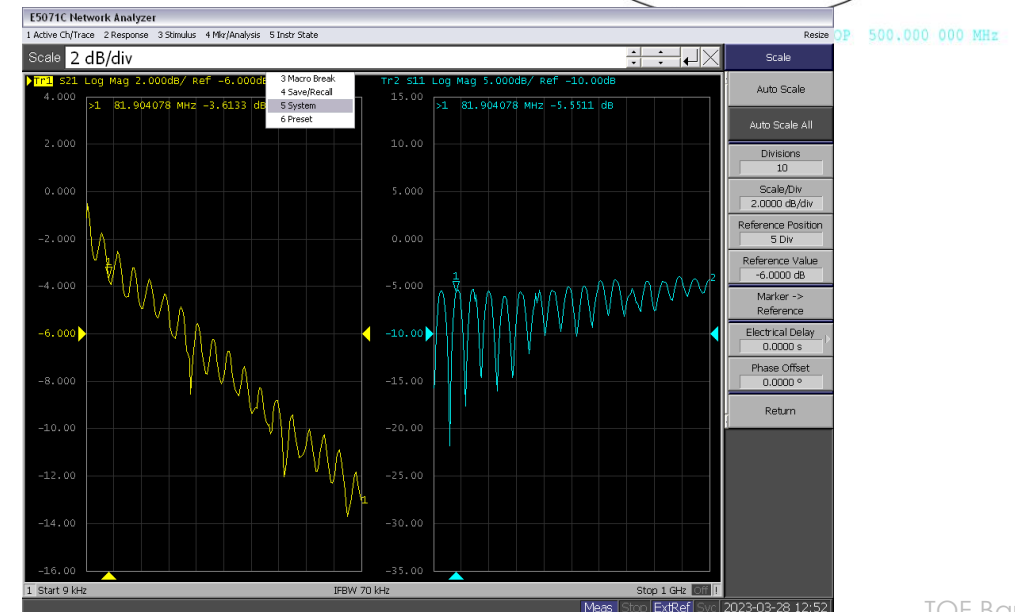 E5071C Network Analyzer
1 Active Ch/Trace 2 Response 3 Stimulus 4 Mkr/Analysis 5 Instr State Resize
OP 500.000 000 MHz
Scale 2 dB/div
Scale
Tr1 S21 Log Mag 2.000dB/ Ref -6.000dB
Tr2 S11 Log Mag 5.000dB/ Ref -10.00dB
3 Macro Break
4 Save/Recall
5 System
6 Preset
>1 81.904078 MHz -3.6133 dB
>1 81.904078 MHz -5.5511 dB
4.000
2.000
0.000
-2.000
-4.000
-6.000
-8.000
-10.00
-12.00
-14.00
-16.00
1
1
15.00
10.00
5.000
0.000
-5.000
-10.00
-15.00
-20.00
-25.00
-30.00
-35.00
1
2
Auto Scale
Auto Scale All
Divisions
10
Scale/Div
2.0000 dB/div
Reference Position
5 Div
Reference Value
-6.0000 dB
Marker ->
Reference
Electrical Delay
0.0000 s
Phase Offset
0.0000 °
Return
1 Start 9 kHz IFBW 70 kHz Stop 1 GHz Off !
Meas Stop ExtRef Svc 2023-03-28 12:52